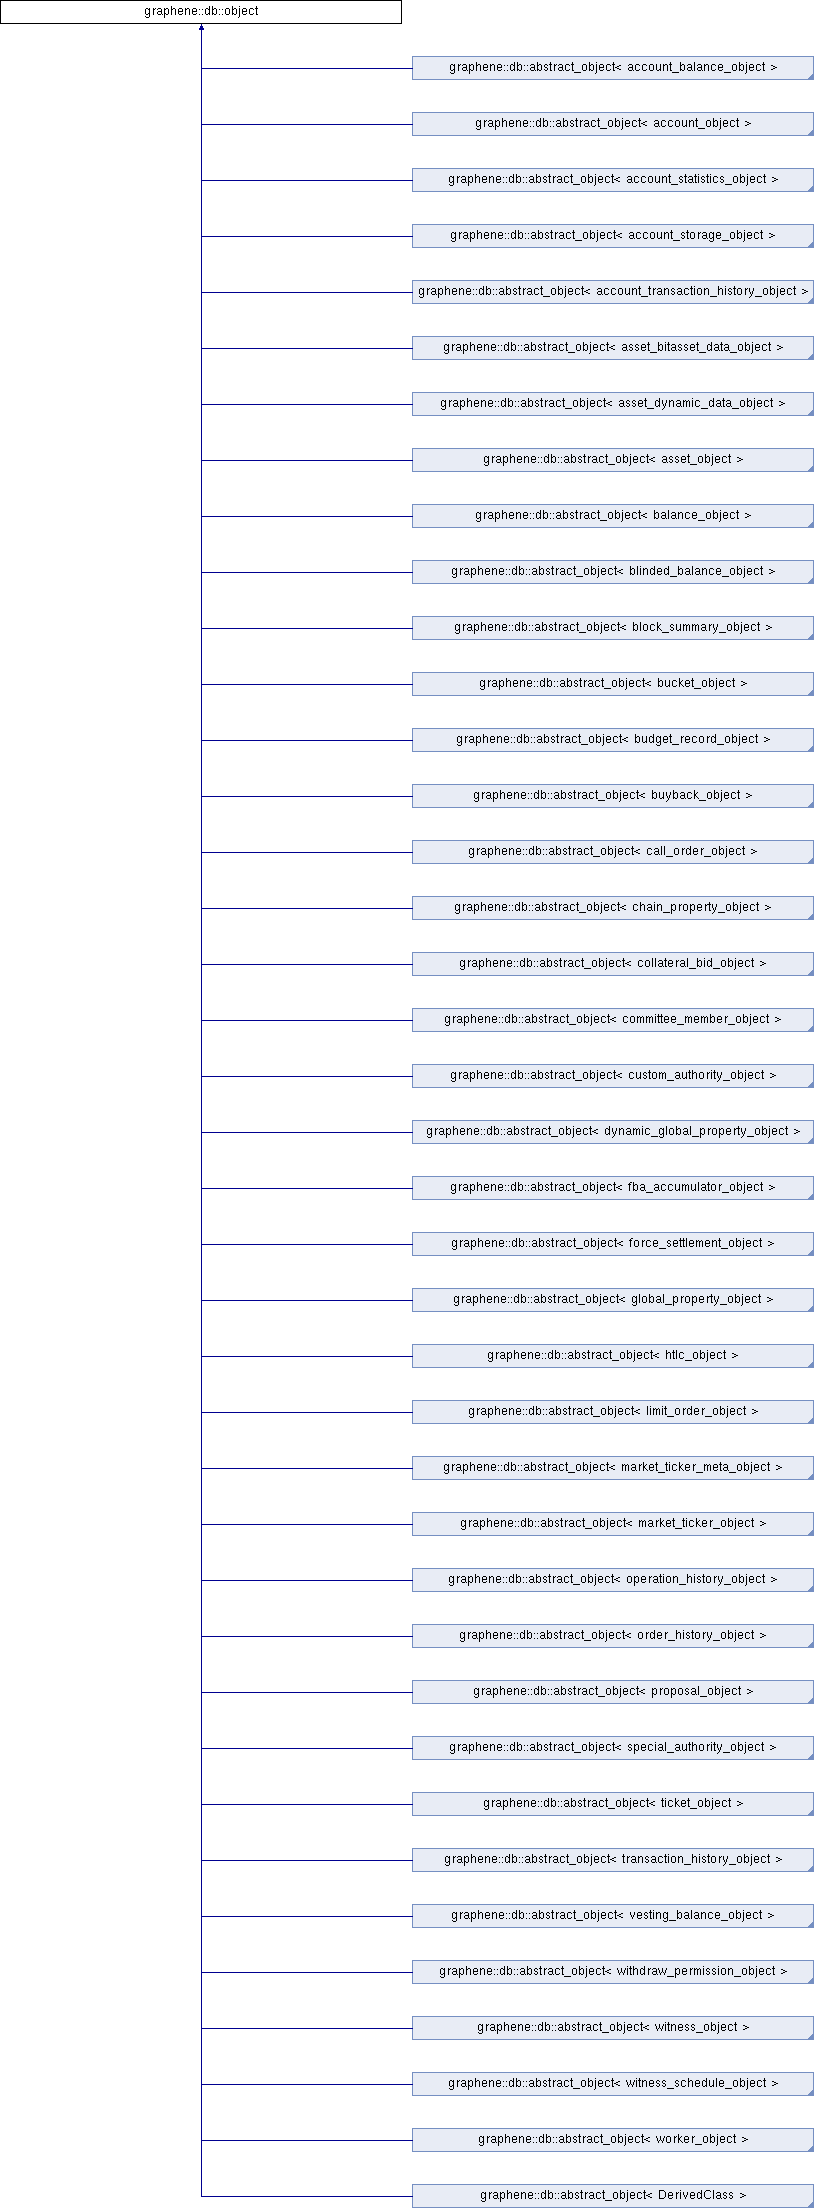 graphene::db::object
graphene::db::abstract_object< account_balance_object >
graphene::db::abstract_object< account_object >
graphene::db::abstract_object< account_statistics_object >
graphene::db::abstract_object< account_storage_object >
graphene::db::abstract_object< account_transaction_history_object >
graphene::db::abstract_object< asset_bitasset_data_object >
graphene::db::abstract_object< asset_dynamic_data_object >
graphene::db::abstract_object< asset_object >
graphene::db::abstract_object< balance_object >
graphene::db::abstract_object< blinded_balance_object >
graphene::db::abstract_object< block_summary_object >
graphene::db::abstract_object< bucket_object >
graphene::db::abstract_object< budget_record_object >
graphene::db::abstract_object< buyback_object >
graphene::db::abstract_object< call_order_object >
graphene::db::abstract_object< chain_property_object >
graphene::db::abstract_object< collateral_bid_object >
graphene::db::abstract_object< committee_member_object >
graphene::db::abstract_object< custom_authority_object >
graphene::db::abstract_object< dynamic_global_property_object >
graphene::db::abstract_object< fba_accumulator_object >
graphene::db::abstract_object< force_settlement_object >
graphene::db::abstract_object< global_property_object >
graphene::db::abstract_object< htlc_object >
graphene::db::abstract_object< limit_order_object >
graphene::db::abstract_object< market_ticker_meta_object >
graphene::db::abstract_object< market_ticker_object >
graphene::db::abstract_object< operation_history_object >
graphene::db::abstract_object< order_history_object >
graphene::db::abstract_object< proposal_object >
graphene::db::abstract_object< special_authority_object >
graphene::db::abstract_object< ticket_object >
graphene::db::abstract_object< transaction_history_object >
graphene::db::abstract_object< vesting_balance_object >
graphene::db::abstract_object< withdraw_permission_object >
graphene::db::abstract_object< witness_object >
graphene::db::abstract_object< witness_schedule_object >
graphene::db::abstract_object< worker_object >
graphene::db::abstract_object< DerivedClass >